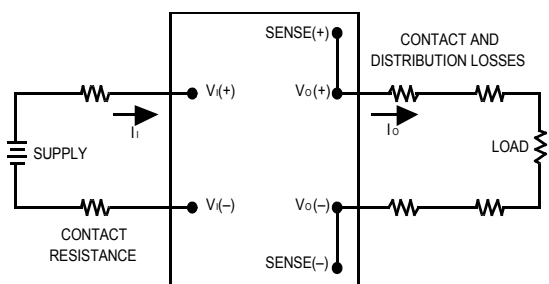 SENSE(+)
CONTACT AND
DISTRIBUTION LOSSES
VI(+)
VO(+)
II
IO
SUPPLY
LOAD
VI(–)
VO(–)
CONTACT
RESISTANCE
SENSE(–)